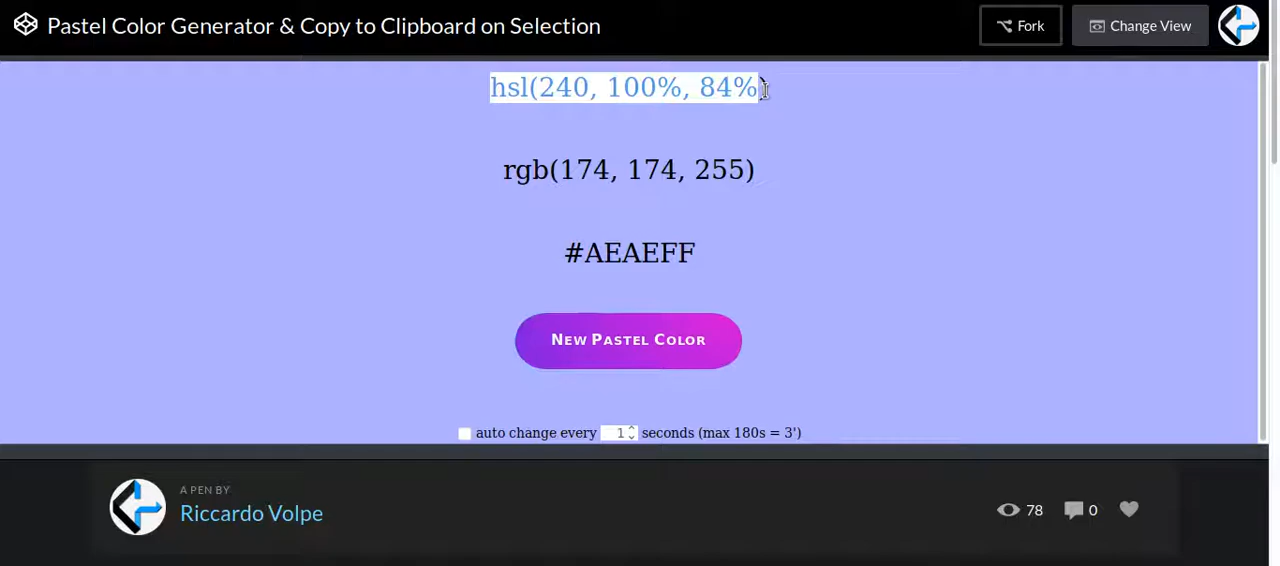 Pastel Color Generator & Copy to Clipboard on Selection
Fork
Change View
hsl(240, 100%, 84%)
rgb(174, 174, 255)
#AEAEFF
New Pastel Color
auto change every 1 seconds (max 180s = 3')
A PEN BY
Riccardo Volpe
78
0